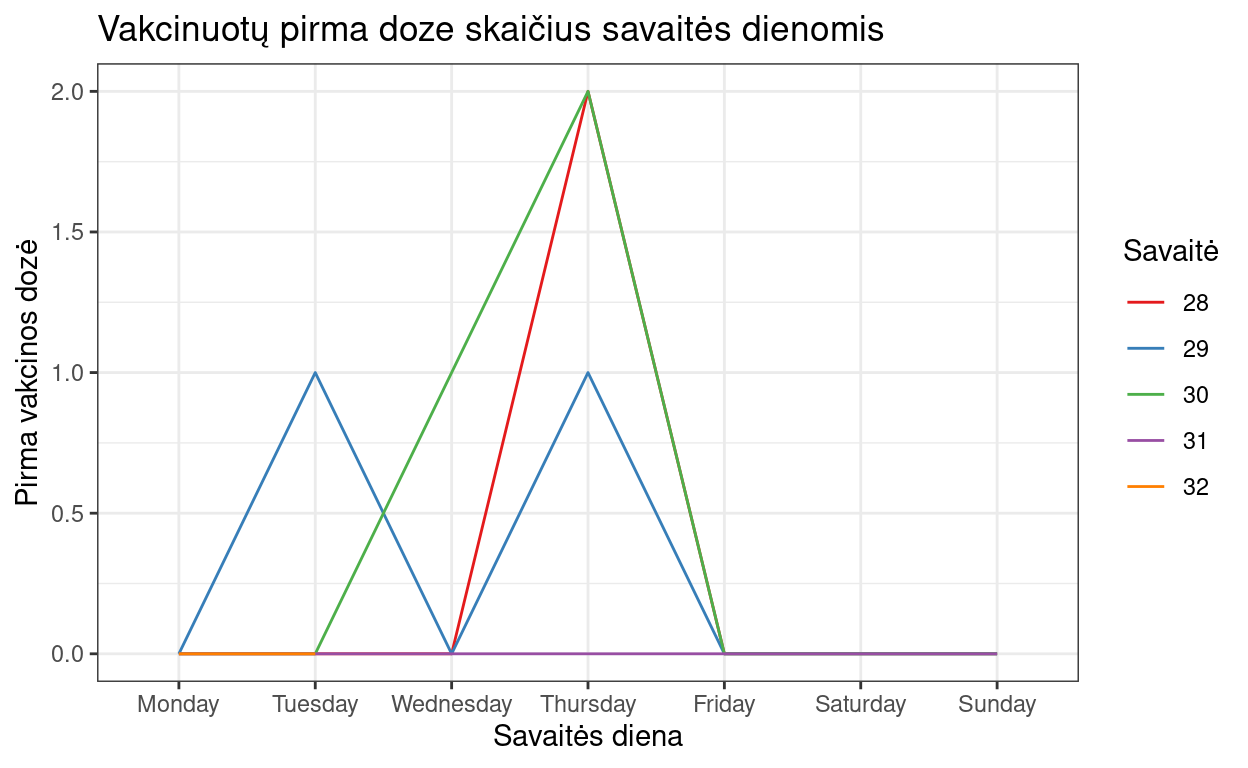 Vakcinuotų pirma doze skaičius savaitės dienomis
2.0
1.5
1.0
0.5
0.0
Pirma vakcinos dozė
Monday Tuesday Wednesday Thursday Friday Saturday Sunday
Savaitės diena
Savaitė
28
29
30
31
32